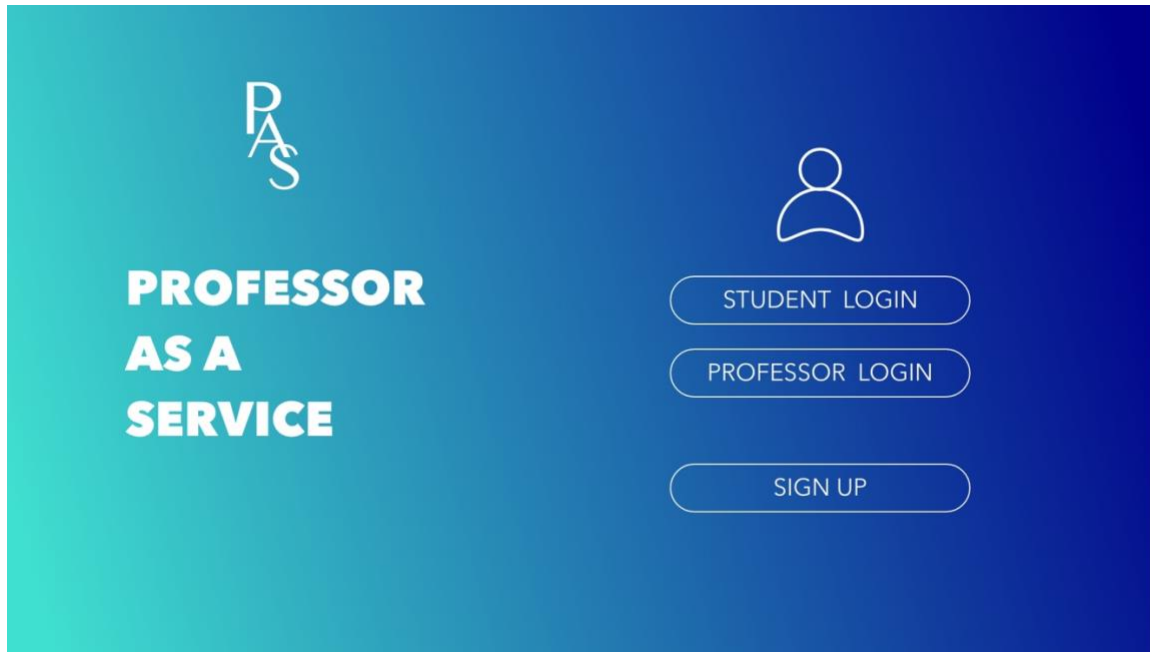 PAS
PROFESSOR
AS A
SERVICE
STUDENT LOGIN
PROFESSOR LOGIN
SIGN UP